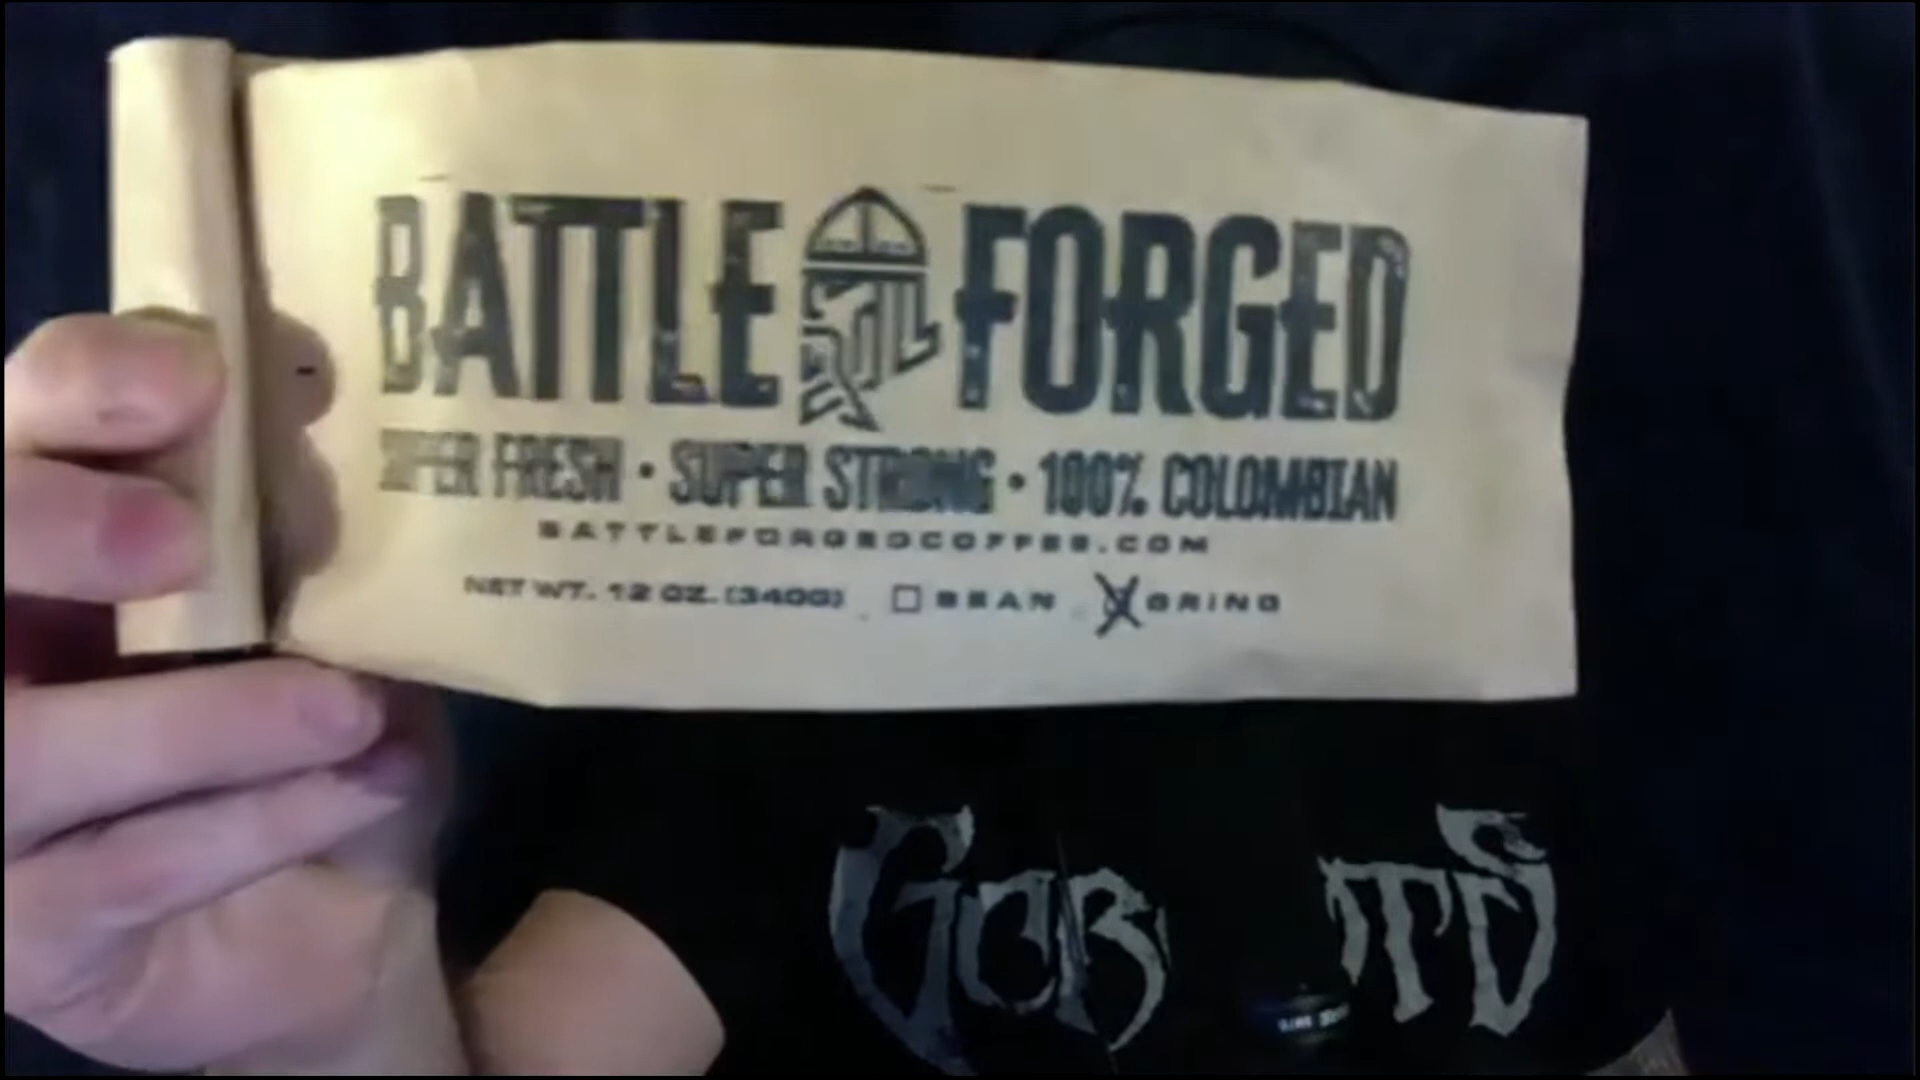 BATTLE FORGED
SUPER FRESH • SUPER STRONG • 100% COLOMBIAN
BATTLEFORGEDCOFFEE.COM
NET WT. 12 OZ. (340G) BEAN GRIND